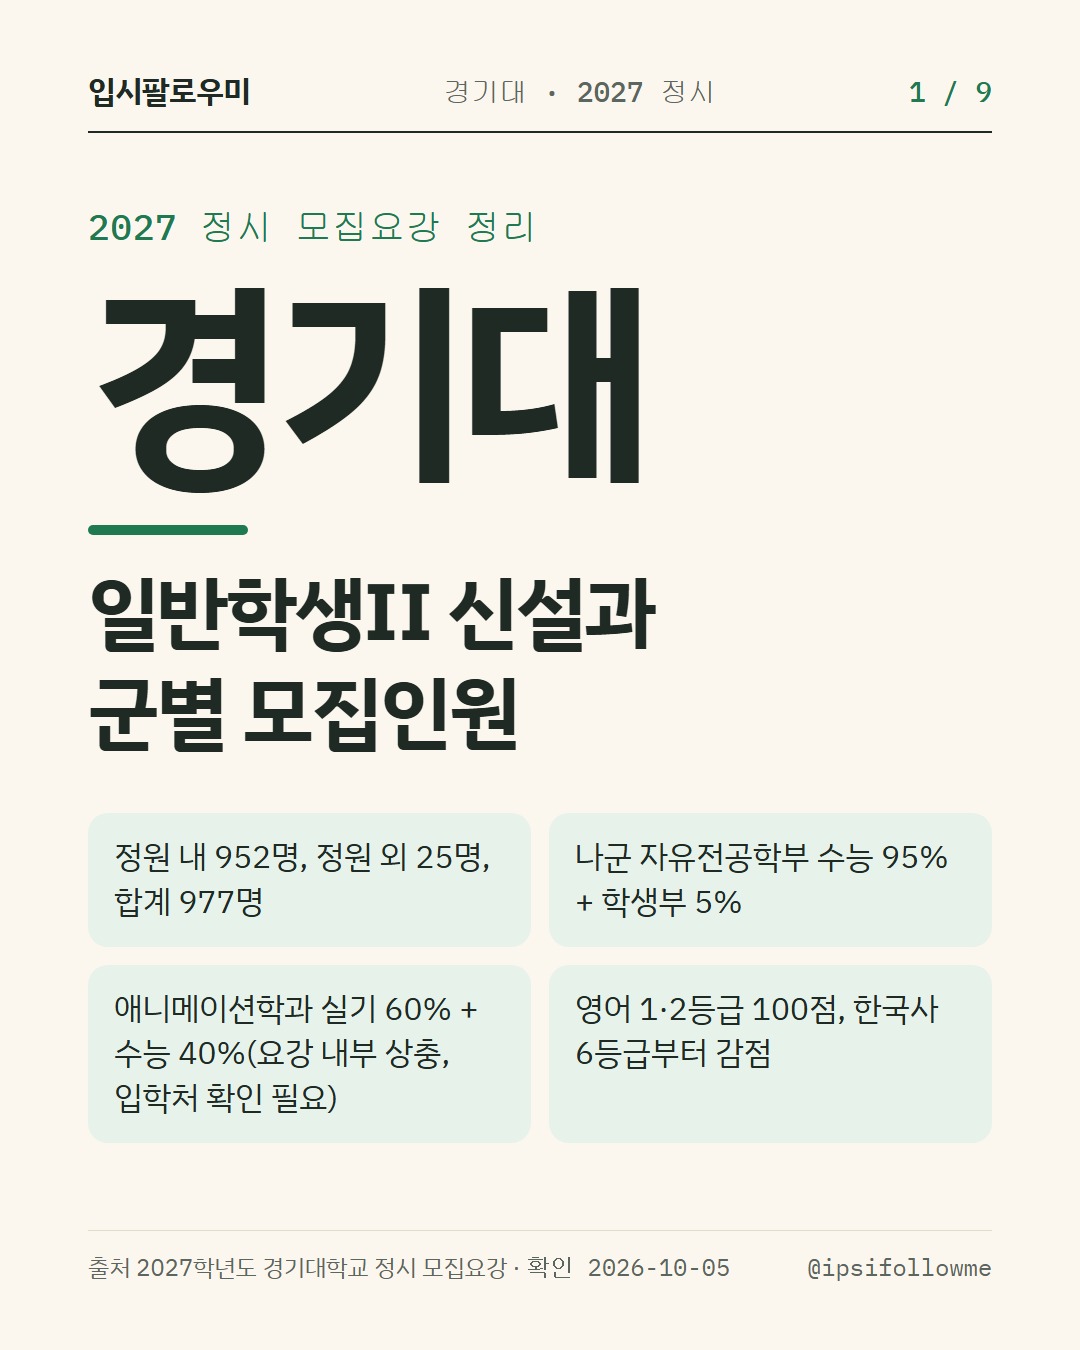 입시팔로우미
경기대 · 2027 정시
1 / 9
2027 정시 모집요강 정리
경기대
일반학생II 신설과
군별 모집인원
정원 내 952명, 정원 외 25명,
합계 977명
나군 자유전공학부 수능 95%
+ 학생부 5%
애니메이션학과 실기 60% +
수능 40%(요강 내부 상충,
입학처 확인 필요)
영어 1·2등급 100점, 한국사
6등급부터 감점
출처 2027학년도 경기대학교 정시 모집요강 · 확인 2026-10-05
@ipsifollowme